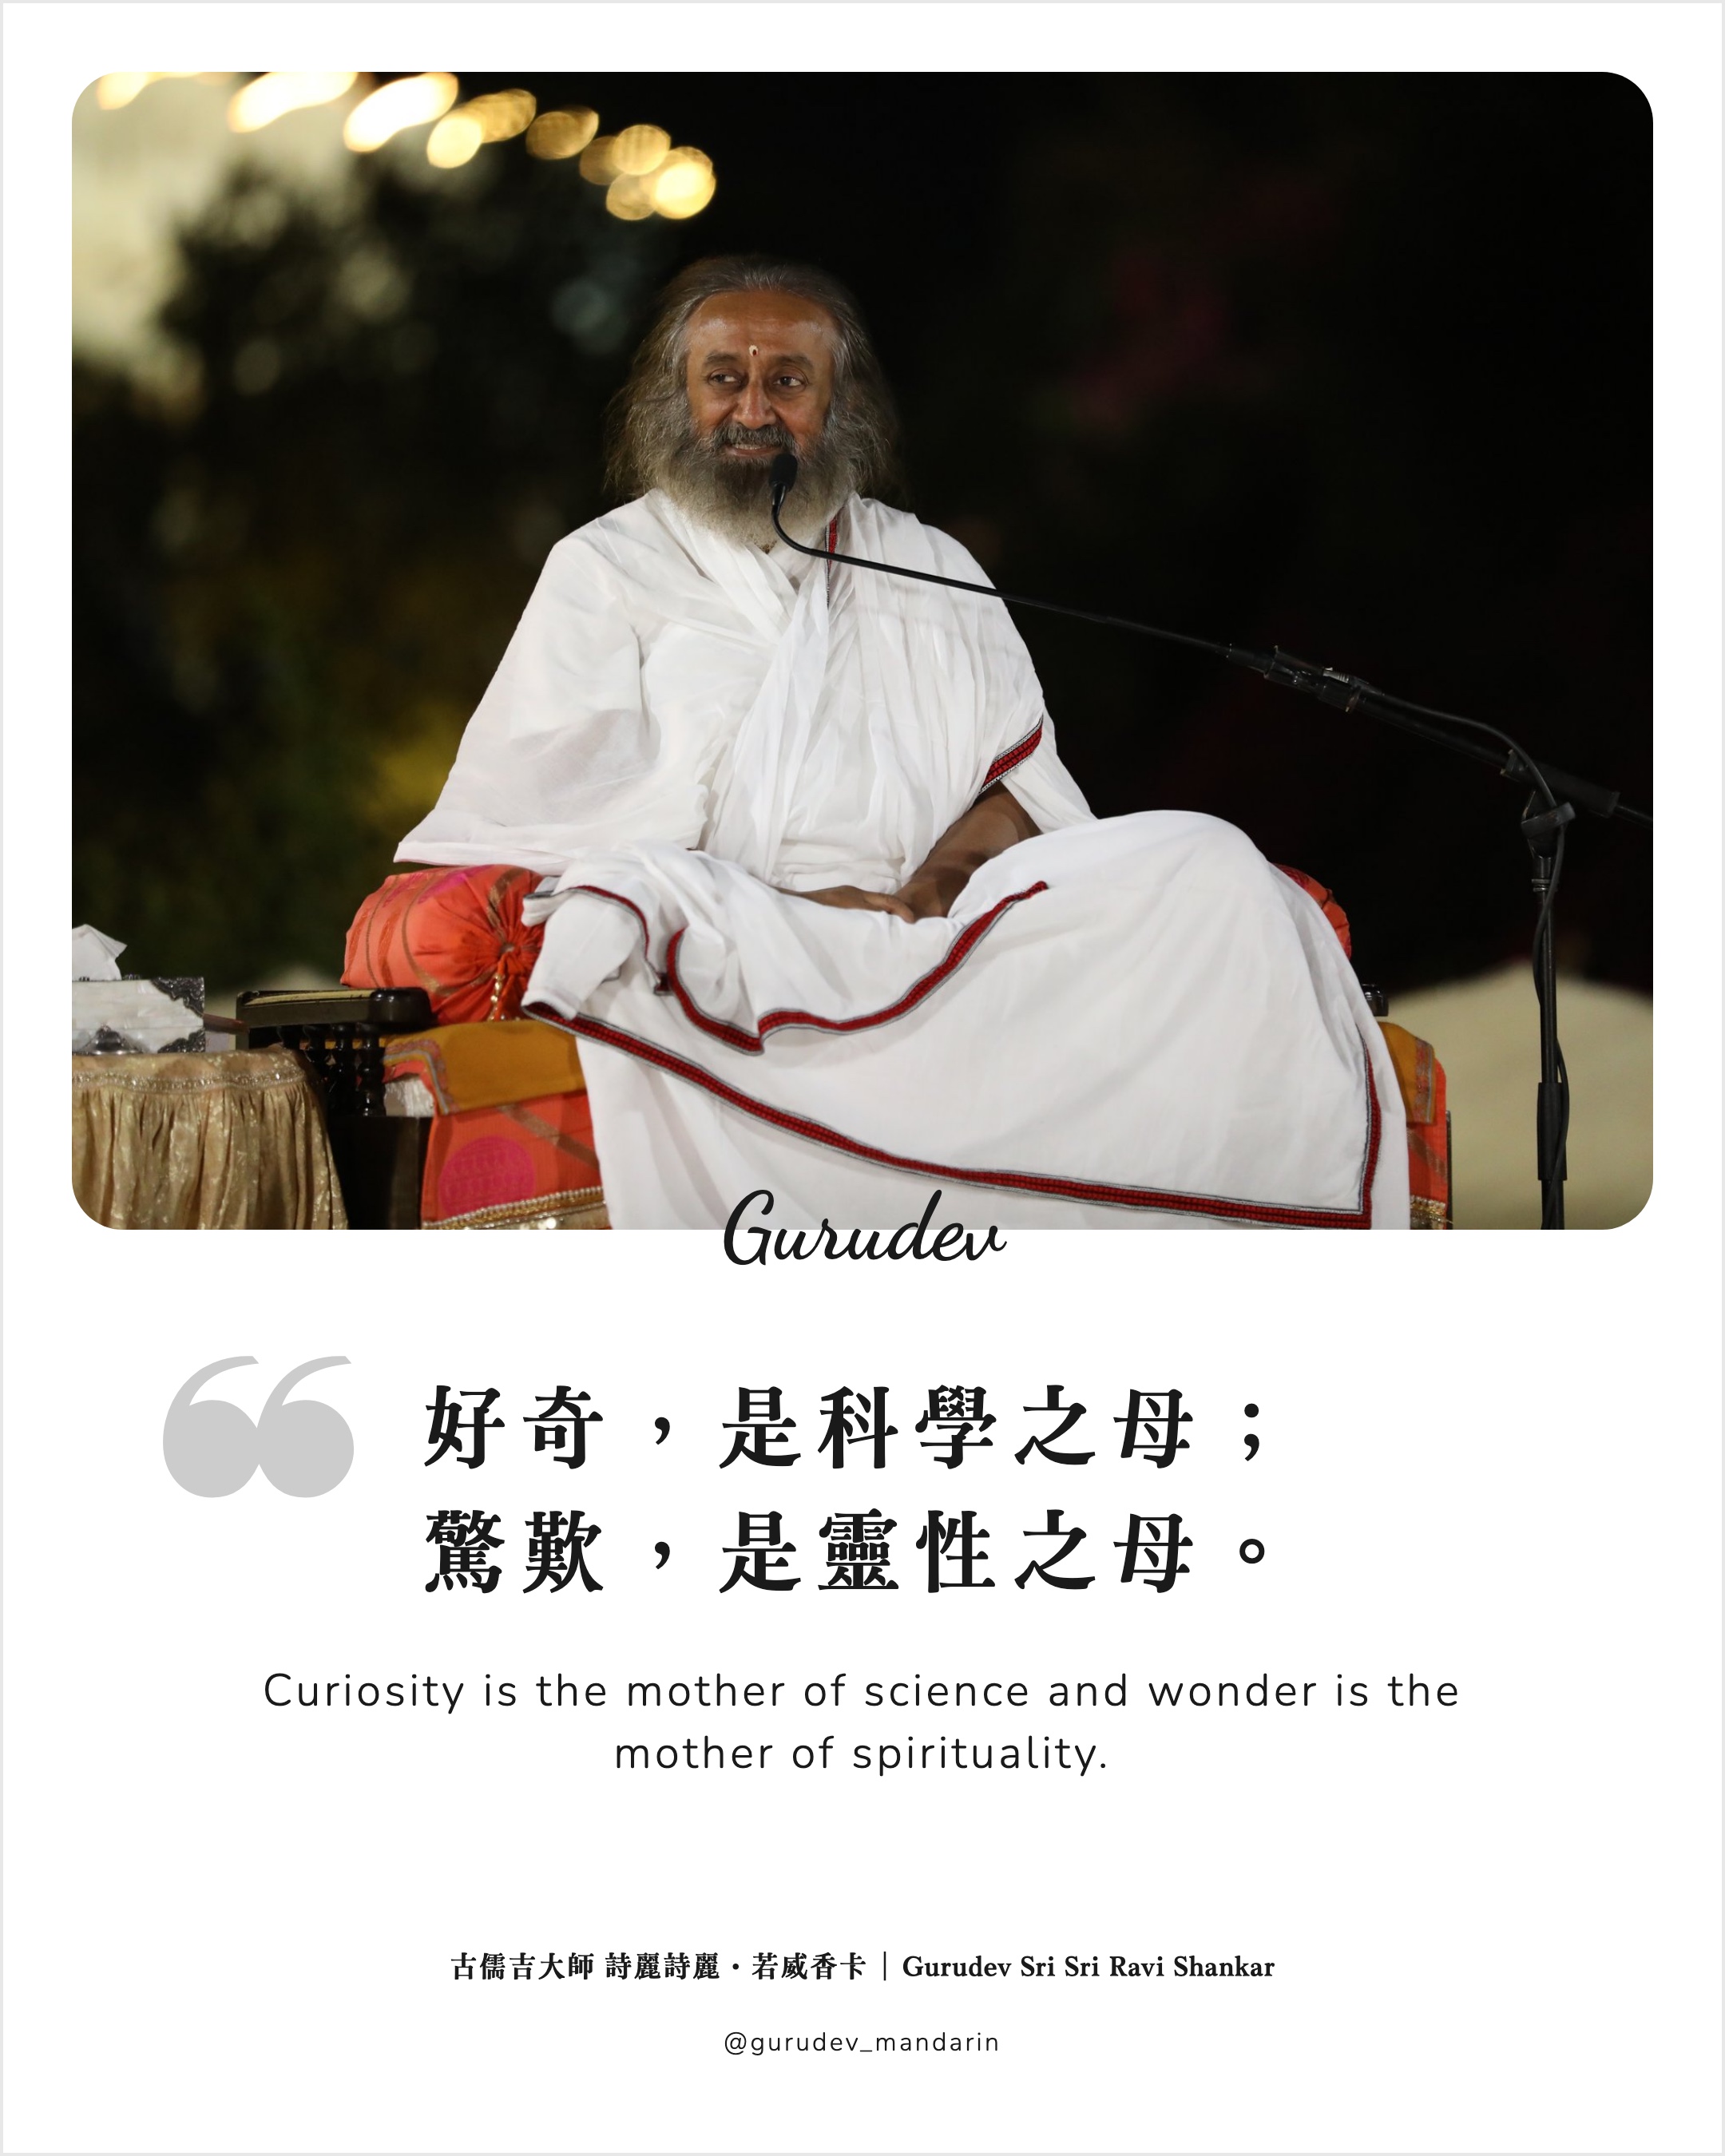 Gurudev
好奇，是科學之母；
驚歎，是靈性之母。
Curiosity is the mother of science and wonder is the
mother of spirituality.
古儒吉大師 詩麗詩麗・若威香卡｜Gurudev Sri Sri Ravi Shankar
@gurudev_mandarin